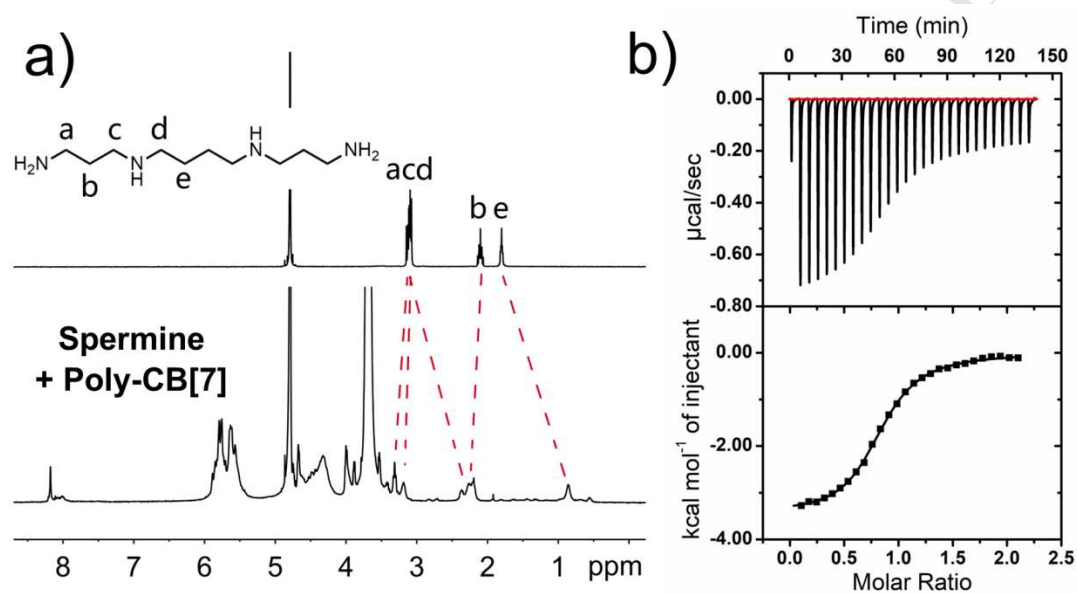 a)
a c d
H₂N b N H e H N NH₂
acd
b e
Spermine
+ Poly-CB[7]
8 7 6 5 4 3 2 1 ppm
b)
Time (min)
0 30 60 90 120 150
0.00
-0.20
-0.40
-0.60
-0.80
µcal/sec
0.00
-2.00
-4.00
kcal mol⁻¹ of injectant
0.0 0.5 1.0 1.5 2.0 2.5
Molar Ratio